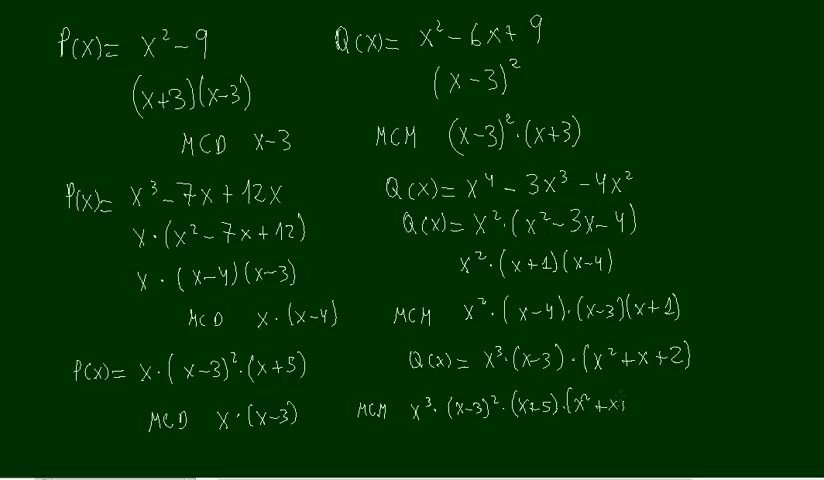 P(x)= x² - 9
Q(x)= x² - 6x + 9
(x+3)(x-3)
(x-3)²
MCD x-3
MCM (x-3)²·(x+3)
P(x)= x³ - 7x + 12x
Q(x)= x⁴ - 3x³ - 4x²
x·(x² - 7x + 12)
Q(x)= x²·(x² - 3x - 4)
x·(x-4)(x-3)
x²·(x+1)(x-4)
MCD x·(x-4)
MCM x²·(x-4)·(x-3)(x+1)
P(x)= x·(x-3)²·(x+5)
Q(x)= x³·(x-3)·(x²+x+2)
MCD x·(x-3)
MCM x³·(x-3)²·(x+5)·(x²+x